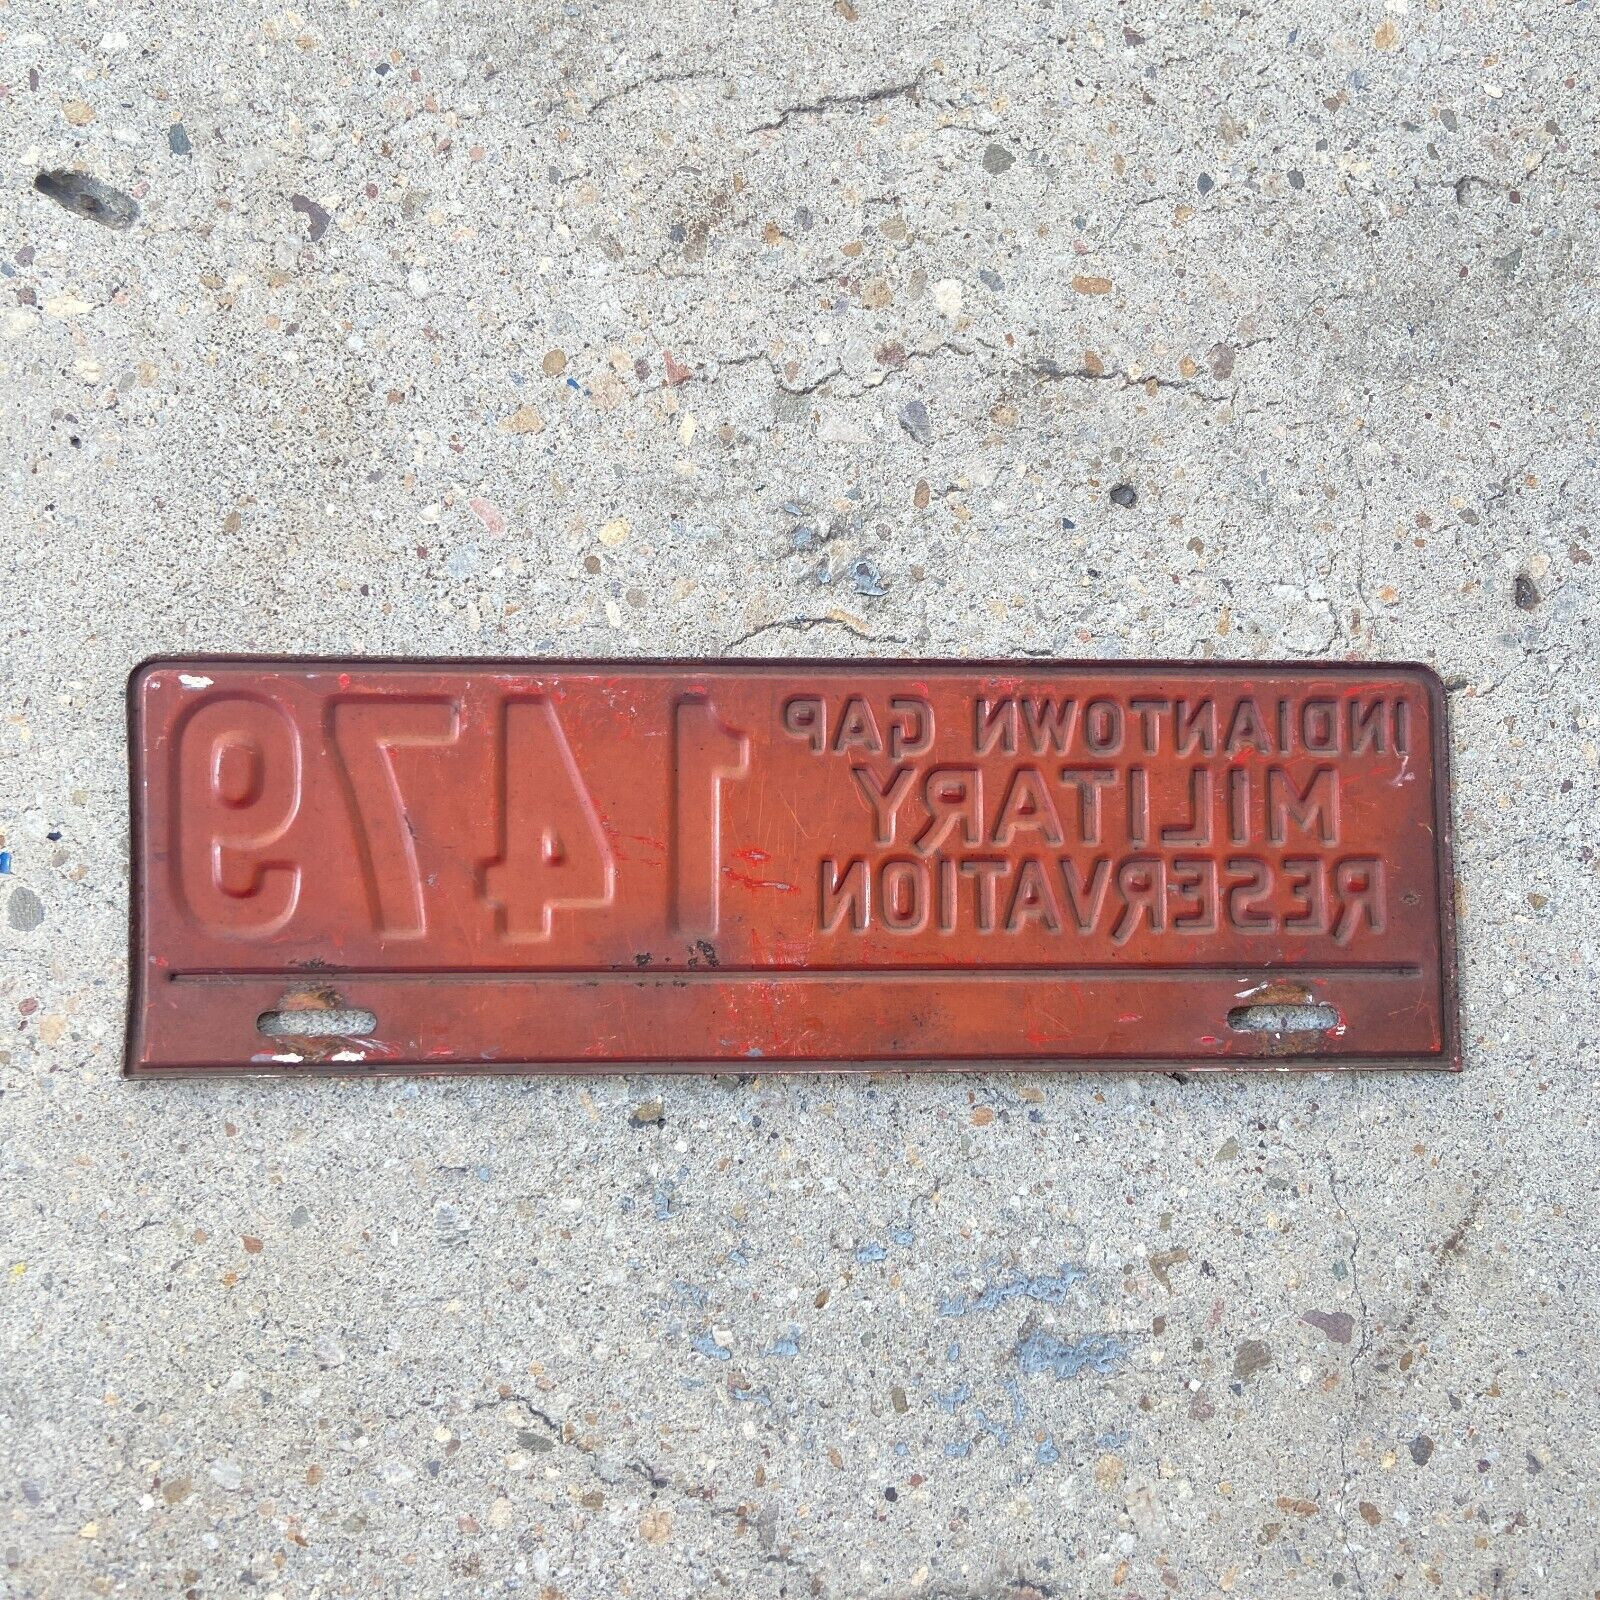 INDIANTOWN GAP
MILITARY
RESERVATION
1479